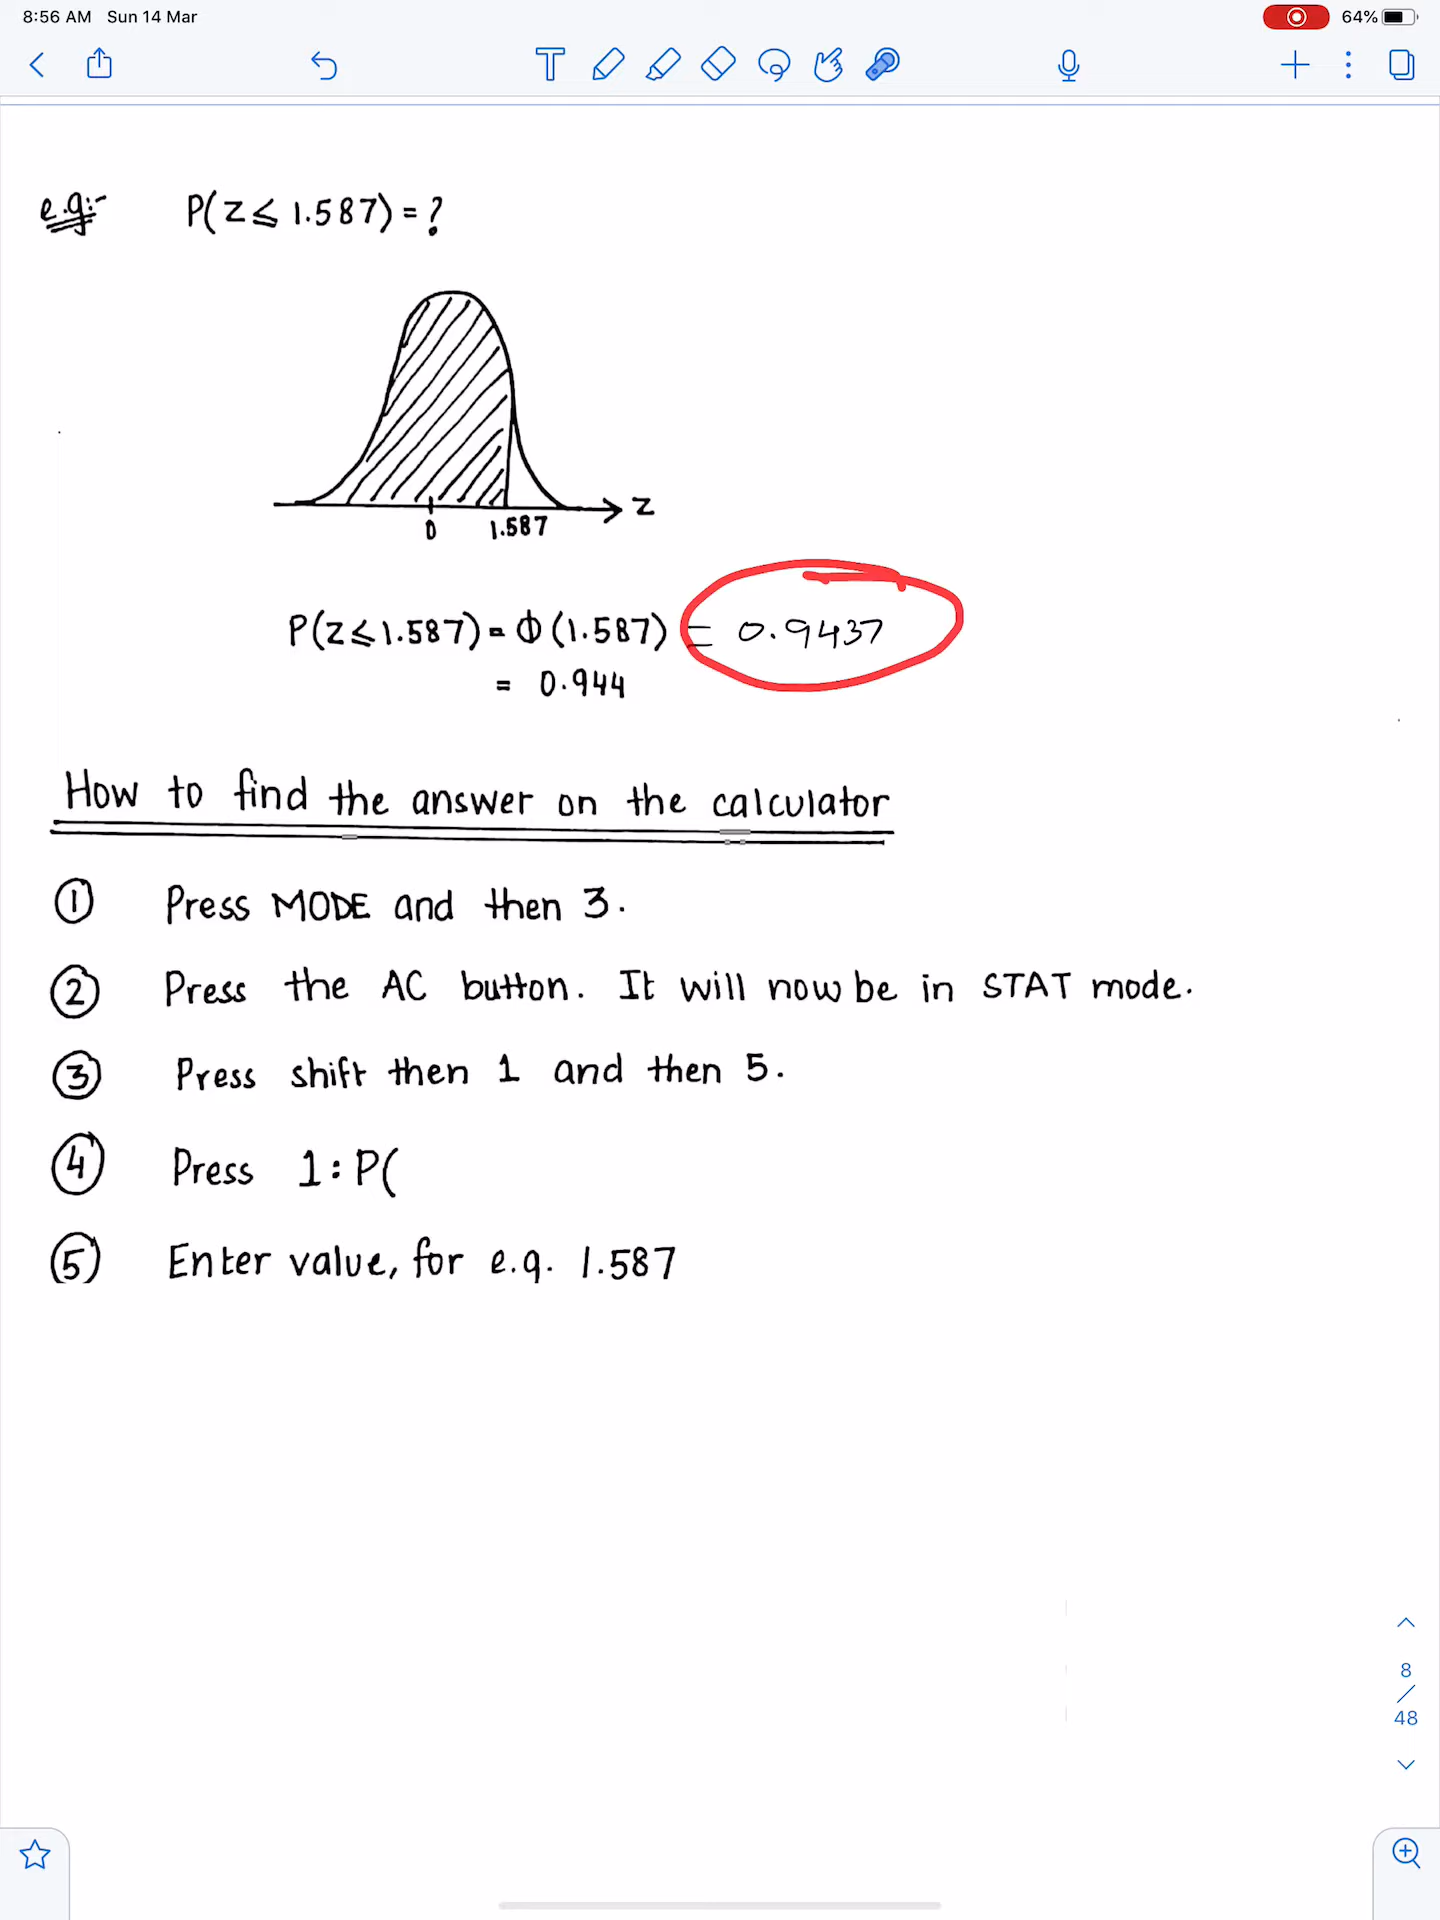 8:56 AM Sun 14 Mar 64%
e.g:- P(Z ≤ 1.587) = ?
0 1.587 Z
P(Z ≤ 1.587) = Φ (1.587) = 0.9437
= 0.944
How to find the answer on the calculator
① Press MODE and then 3.
② Press the AC button. It will now be in STAT mode.
③ Press shift then 1 and then 5.
④ Press 1:P(
⑤ Enter value, for e.g. 1.587
8
/
48